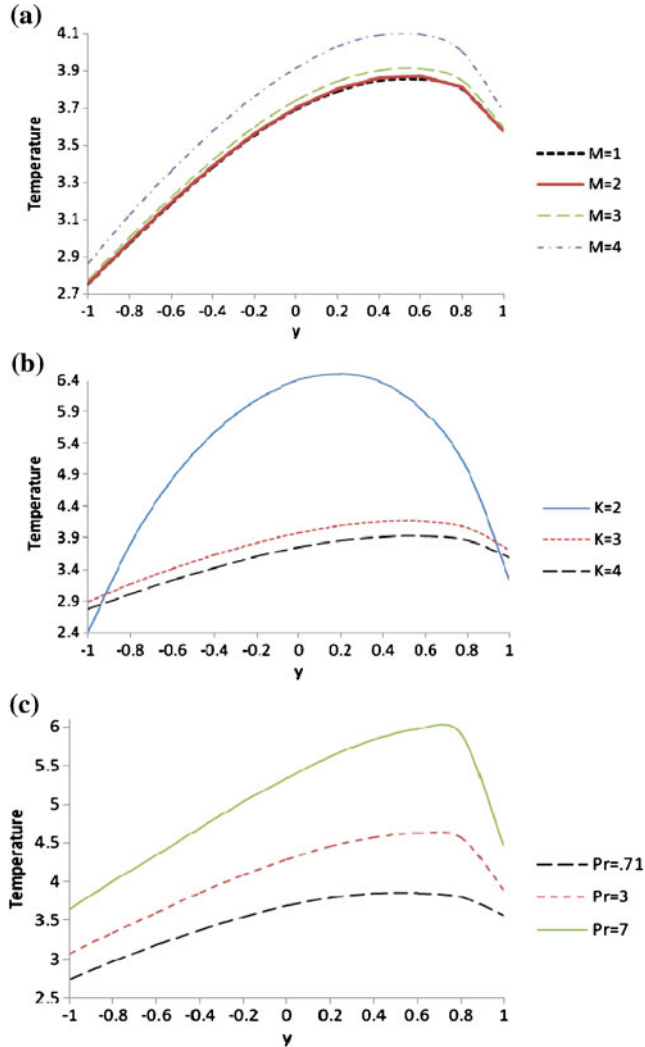 (a)
4.1
3.9
3.7
3.5
3.3
3.1
2.9
2.7
Temperature
-1 -0.8 -0.6 -0.4 -0.2 0 0.2 0.4 0.6 0.8 1
y
M=1
M=2
M=3
M=4
(b)
6.4
5.9
5.4
4.9
4.4
3.9
3.4
2.9
2.4
Temperature
-1 -0.8 -0.6 -0.4 -0.2 0 0.2 0.4 0.6 0.8 1
y
K=2
K=3
K=4
(c)
6
5.5
5
4.5
4
3.5
3
2.5
Temperature
-1 -0.8 -0.6 -0.4 -0.2 0 0.2 0.4 0.6 0.8 1
y
Pr=.71
Pr=3
Pr=7